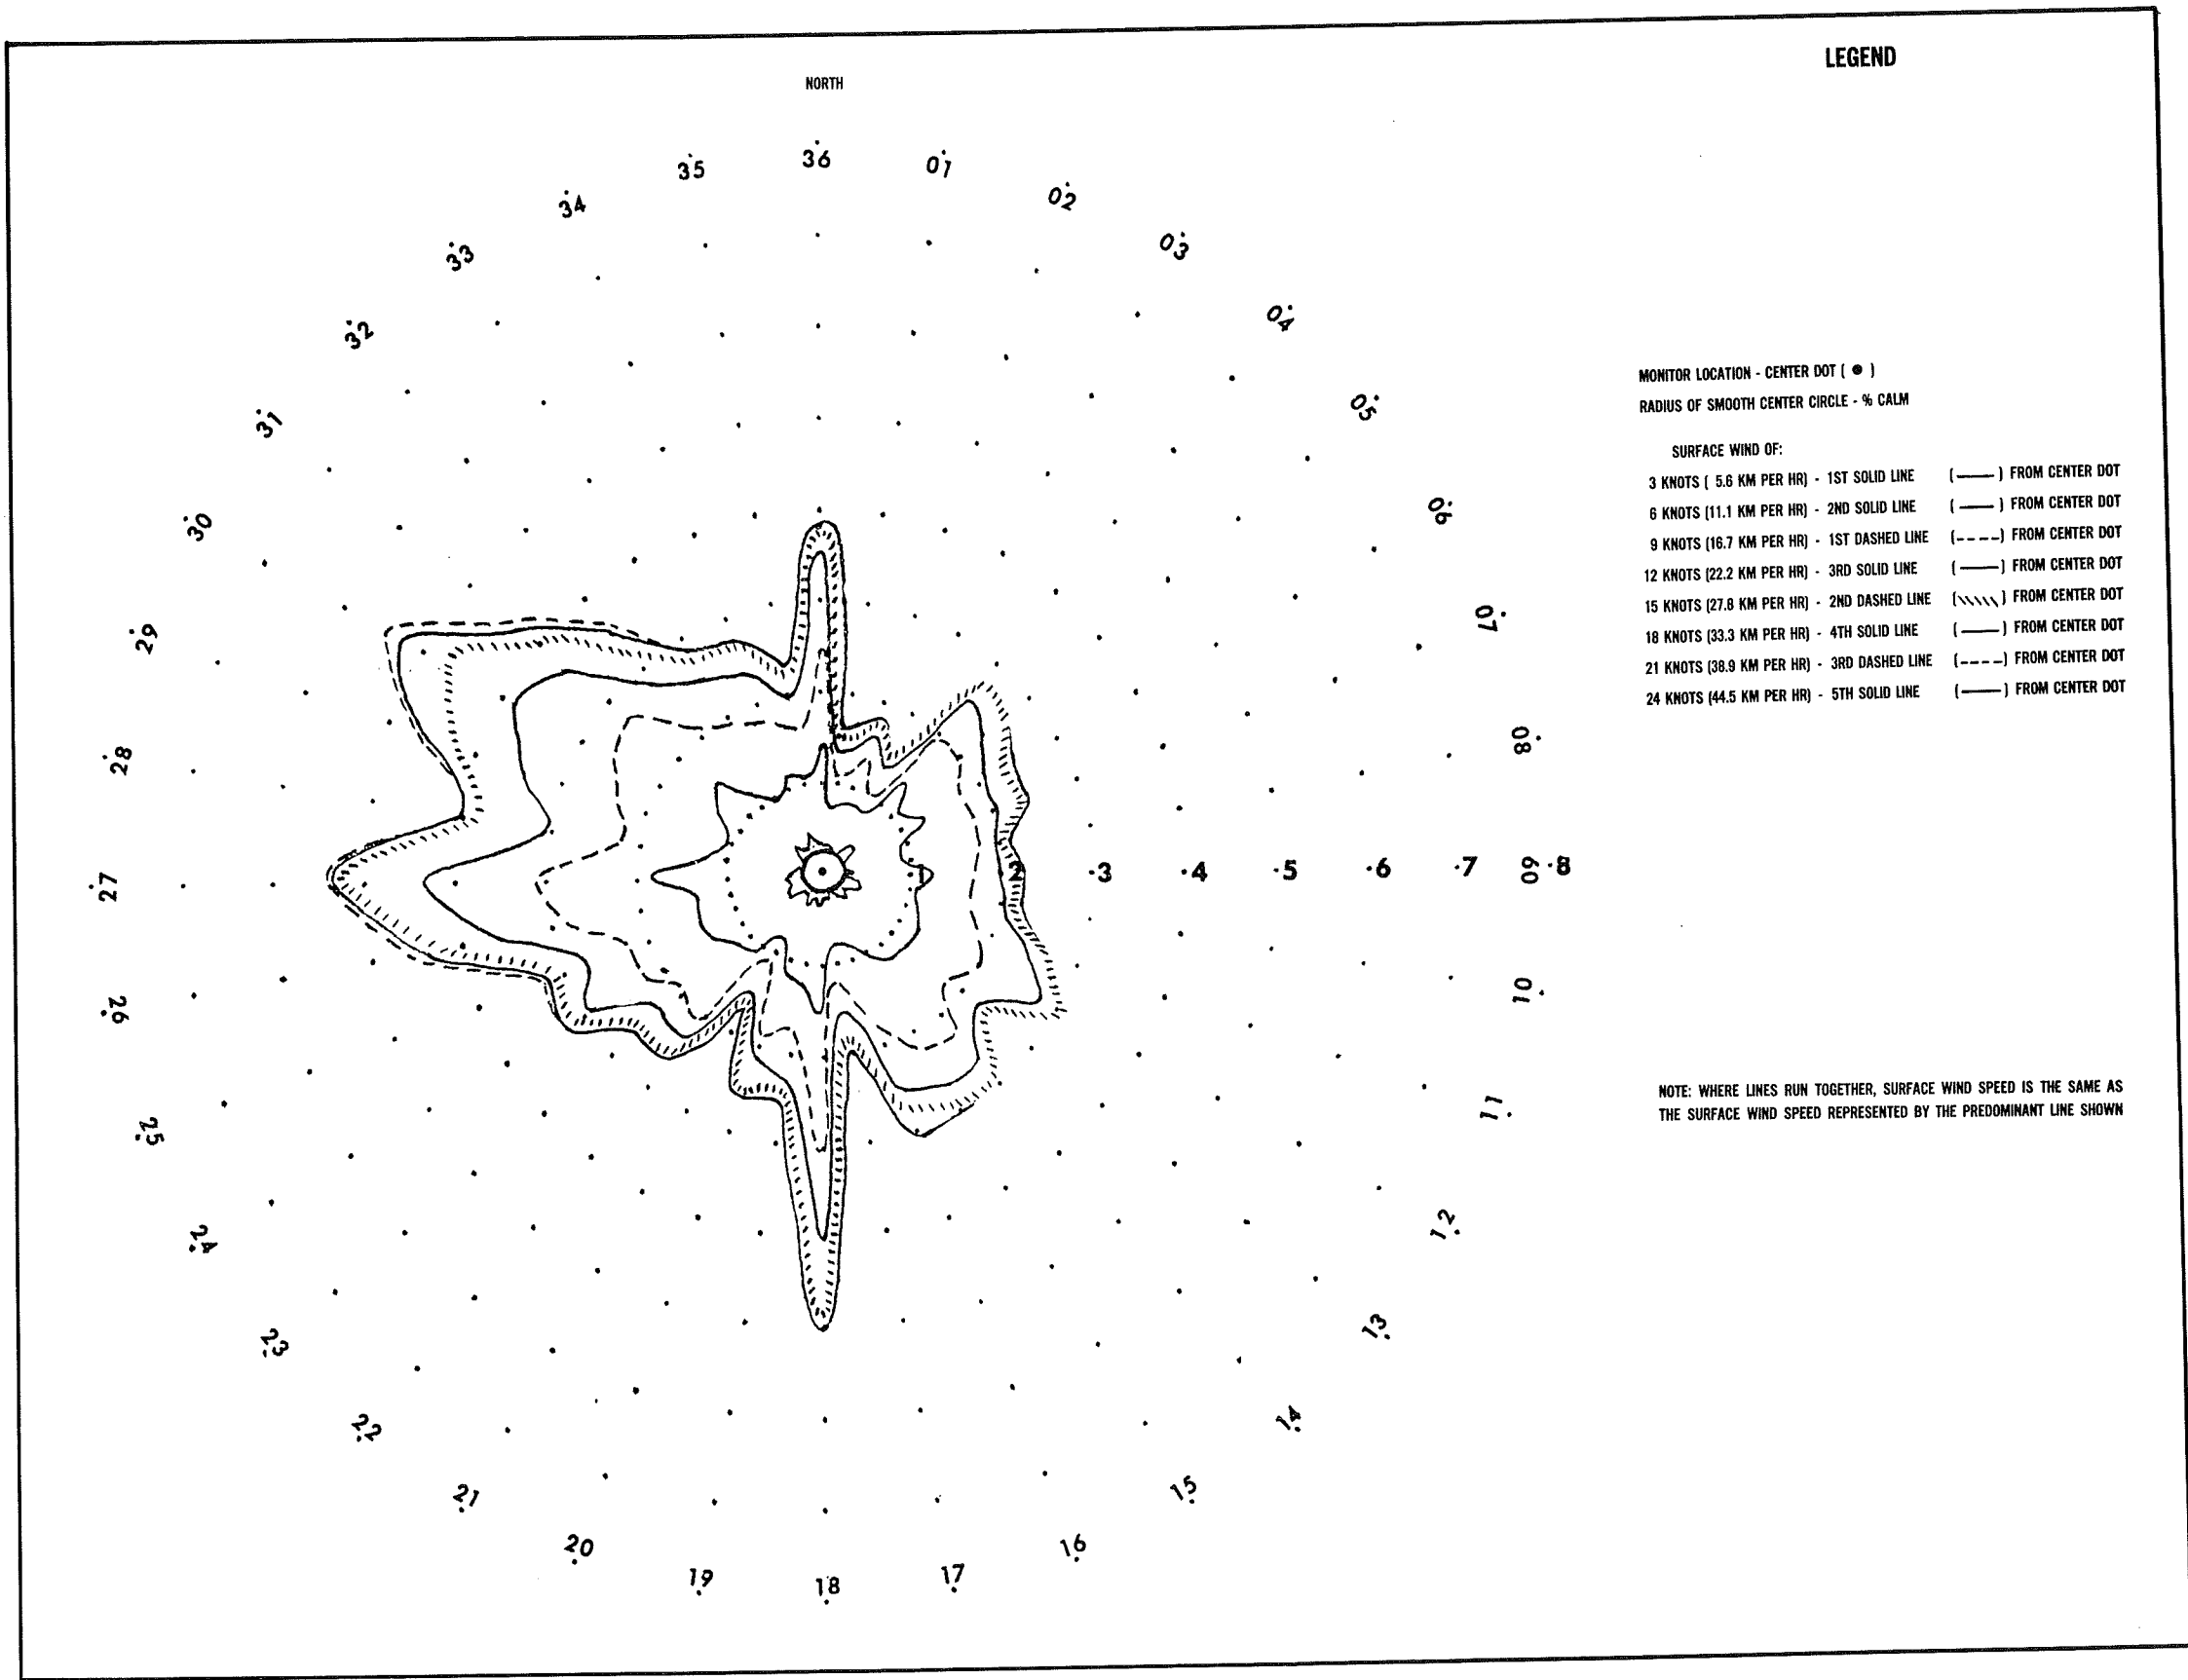 LEGEND
NORTH
36
01
02
03
04
05
06
07
08
09
10
11
12
13
14
15
16
17
18
19
20
21
22
23
24
25
26
27
28
29
30
31
32
33
34
35
1 2 ·3 ·4 ·5 ·6 ·7 ·8
MONITOR LOCATION - CENTER DOT ( ● )
RADIUS OF SMOOTH CENTER CIRCLE - % CALM
SURFACE WIND OF:
3 KNOTS ( 5.6 KM PER HR) - 1ST SOLID LINE (——) FROM CENTER DOT
6 KNOTS (11.1 KM PER HR) - 2ND SOLID LINE (——) FROM CENTER DOT
9 KNOTS (16.7 KM PER HR) - 1ST DASHED LINE (----) FROM CENTER DOT
12 KNOTS (22.2 KM PER HR) - 3RD SOLID LINE (——) FROM CENTER DOT
15 KNOTS (27.8 KM PER HR) - 2ND DASHED LINE (\\\\\) FROM CENTER DOT
18 KNOTS (33.3 KM PER HR) - 4TH SOLID LINE (——) FROM CENTER DOT
21 KNOTS (38.9 KM PER HR) - 3RD DASHED LINE (----) FROM CENTER DOT
24 KNOTS (44.5 KM PER HR) - 5TH SOLID LINE (——) FROM CENTER DOT
NOTE: WHERE LINES RUN TOGETHER, SURFACE WIND SPEED IS THE SAME AS
THE SURFACE WIND SPEED REPRESENTED BY THE PREDOMINANT LINE SHOWN